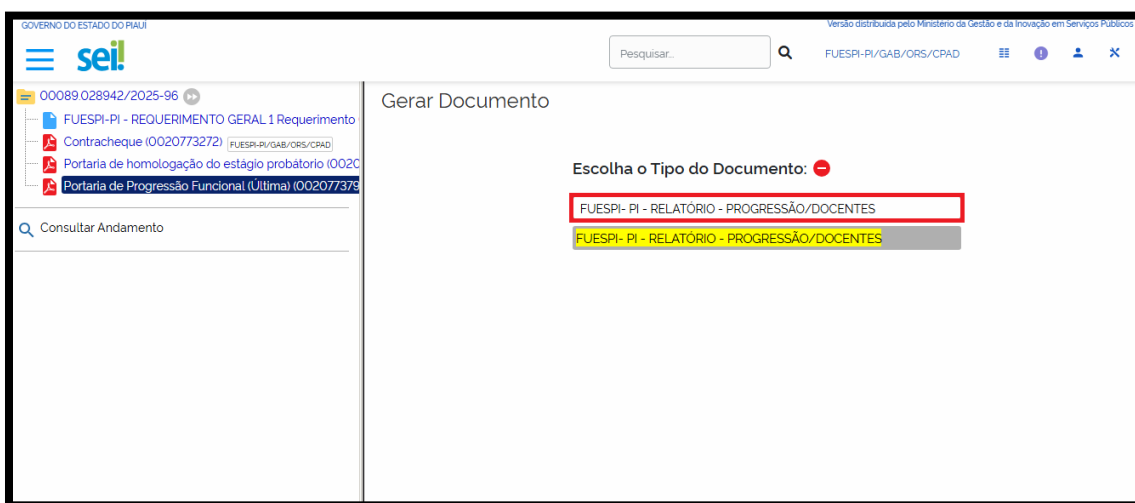 GOVERNO DO ESTADO DO PIAUÍ
Versão distribuída pelo Ministério da Gestão e da Inovação em Serviços Públicos
sei!
Pesquisar...
FUESPI-PI/GAB/ORS/CPAD
00089.028942/2025-96
FUESPI-PI - REQUERIMENTO GERAL 1 Requerimento
Contracheque (0020773272) FUESPI-PI/GAB/ORS/CPAD
Portaria de homologação do estágio probátorio (0020
Portaria de Progressão Funcional (Última) (002077379
Consultar Andamento
Gerar Documento
Escolha o Tipo do Documento:
FUESPI- PI - RELATÓRIO - PROGRESSÃO/DOCENTES
FUESPI- PI - RELATÓRIO - PROGRESSÃO/DOCENTES